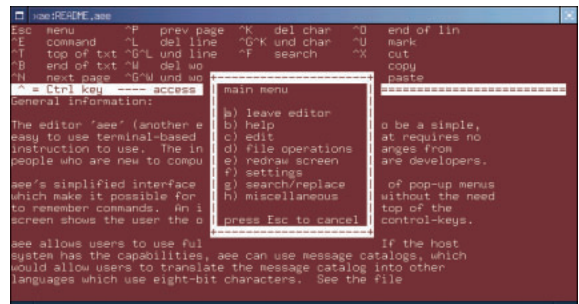 xae:README.aee
Esc menu ^P prev page ^K del char ^O end of lin
^E command ^L del line ^G^K und char ^U mark
^T top of txt ^G^L und line ^F search ^X cut
^B end of txt ^W del wo copy
^N next page ^G^W und wo paste
^ = Ctrl key ---- access ==========================
main menu
a) leave editor
b) help
c) edit
d) file operations
e) redraw screen
f) settings
g) search/replace
h) miscellaneous
press Esc to cancel
General information:
The editor 'aee' (another e o be a simple,
easy to use terminal-based at requires no
instruction to use. The in anges from
people who are new to compu are developers.
aee's simplified interface of pop-up menus
which make it possible for without the need
to remember commands. An i top of the
screen shows the user the o control-keys.
aee allows users to use ful If the host
system has the capabilities, aee can use message catalogs, which
would allow users to translate the message catalog into other
languages which use eight-bit characters. See the file